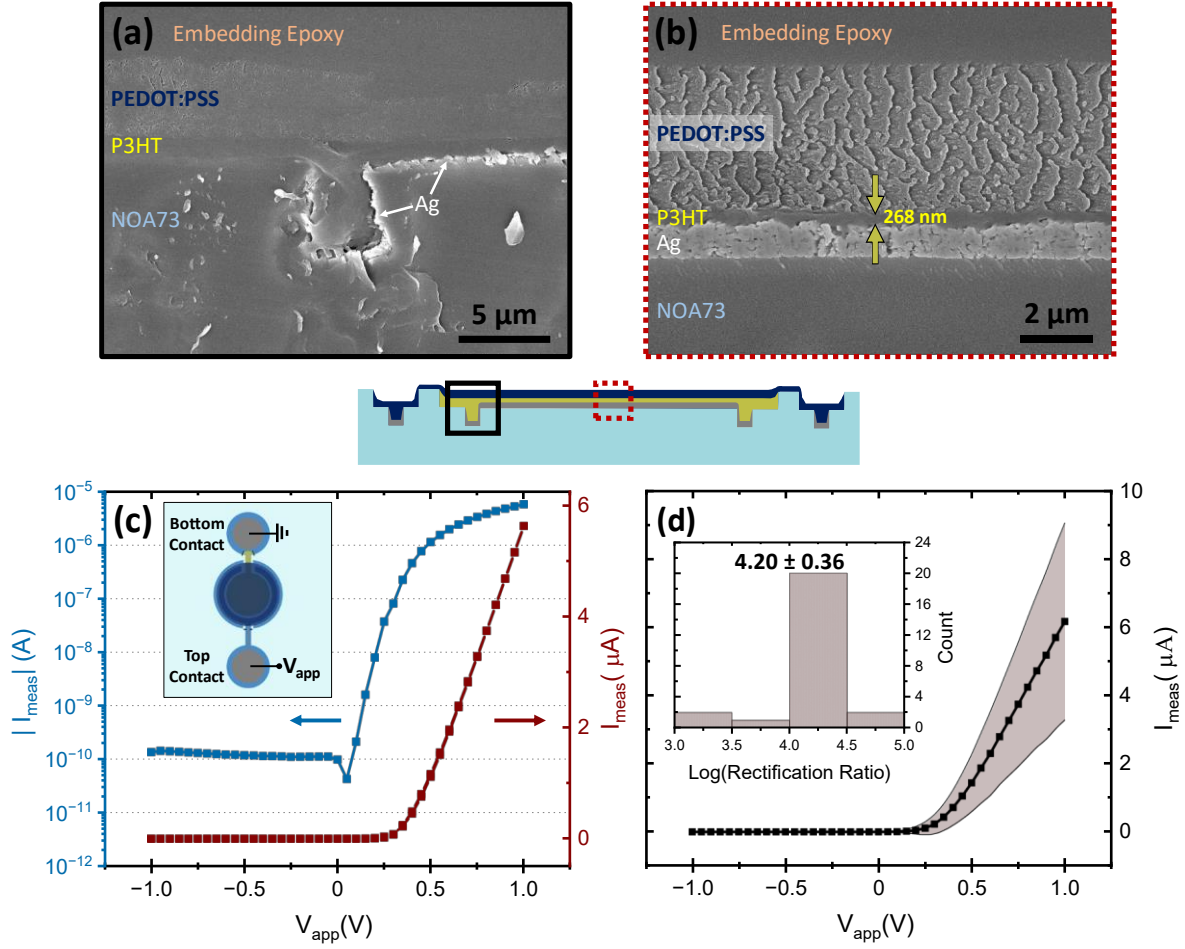 (a)
Embedding Epoxy
PEDOT:PSS
P3HT
Ag
NOA73
5 µm
(b)
Embedding Epoxy
PEDOT:PSS
P3HT
268 nm
Ag
NOA73
2 µm
(c)
10⁻⁵
10⁻⁶
10⁻⁷
10⁻⁸
10⁻⁹
10⁻¹⁰
10⁻¹¹
10⁻¹²
| I_meas| (A)
Bottom
Contact
Top
Contact
V_app
6
4
2
0
I_meas( µA)
−1.0 −0.5 0 0.5 1.0
V_app(V)
(d)
4.20 ± 0.36
24
20
16
12
8
4
0
Count
3.0 3.5 4.0 4.5 5.0
Log(Rectification Ratio)
10
8
6
4
2
0
I_meas( µA)
−1.0 −0.5 0 0.5 1.0
V_app(V)